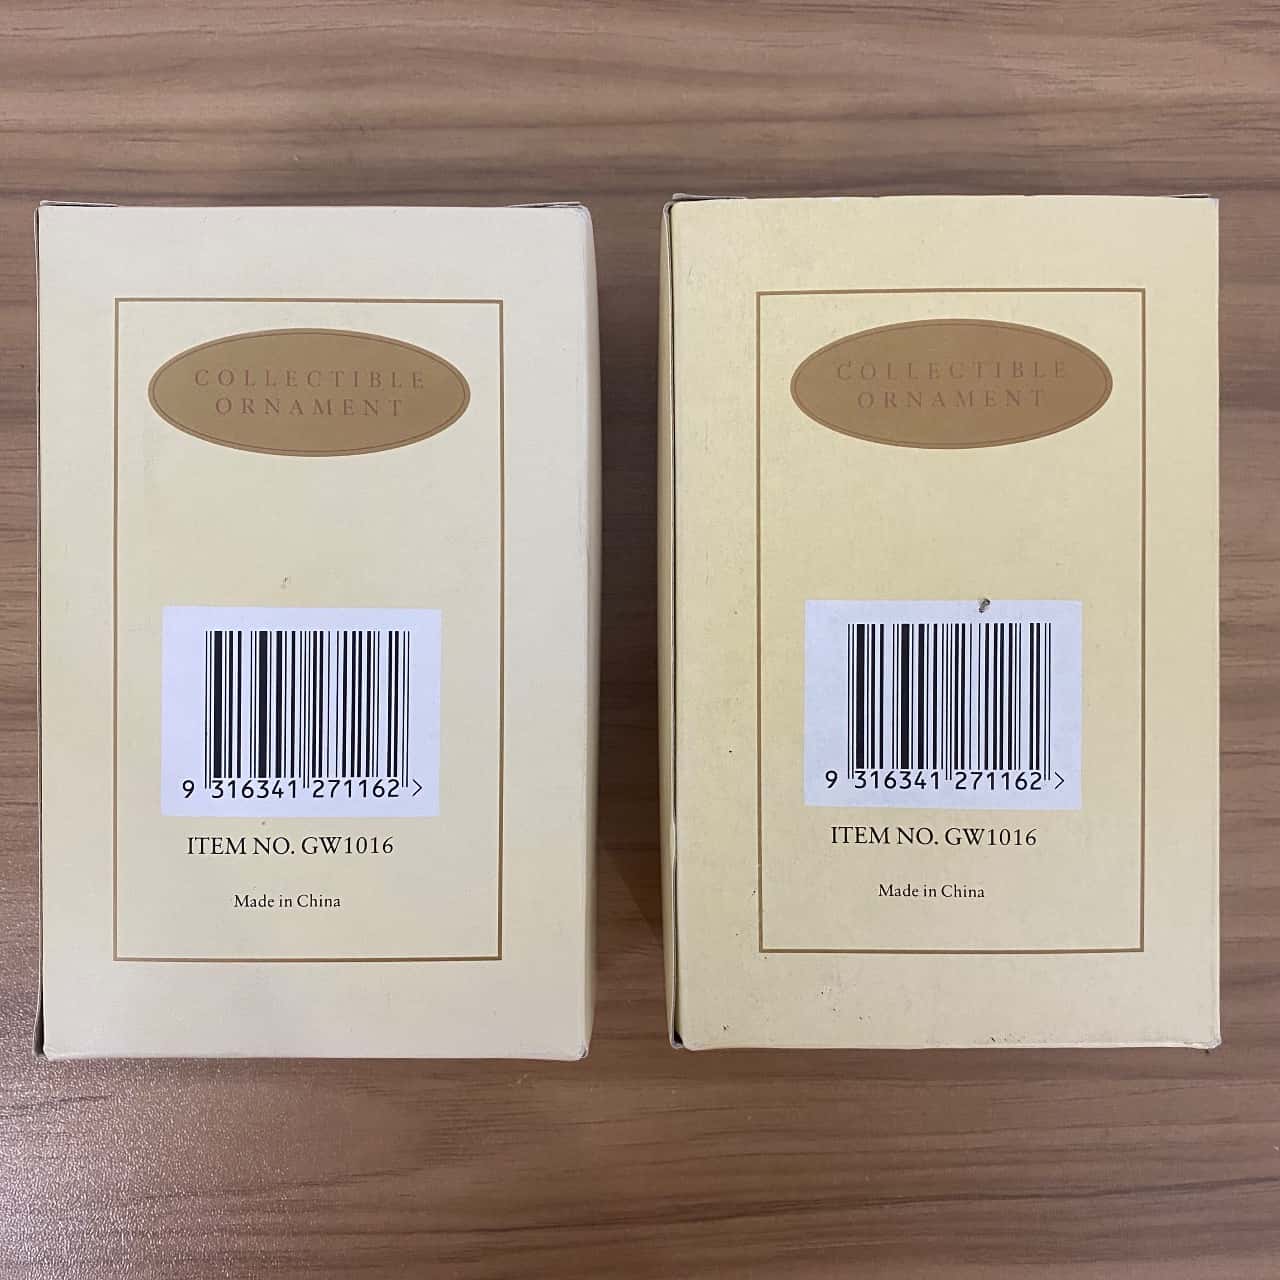 COLLECTIBLE
ORNAMENT
9 316341 271162 >
ITEM NO. GW1016
Made in China
COLLECTIBLE
ORNAMENT
9 316341 271162 >
ITEM NO. GW1016
Made in China